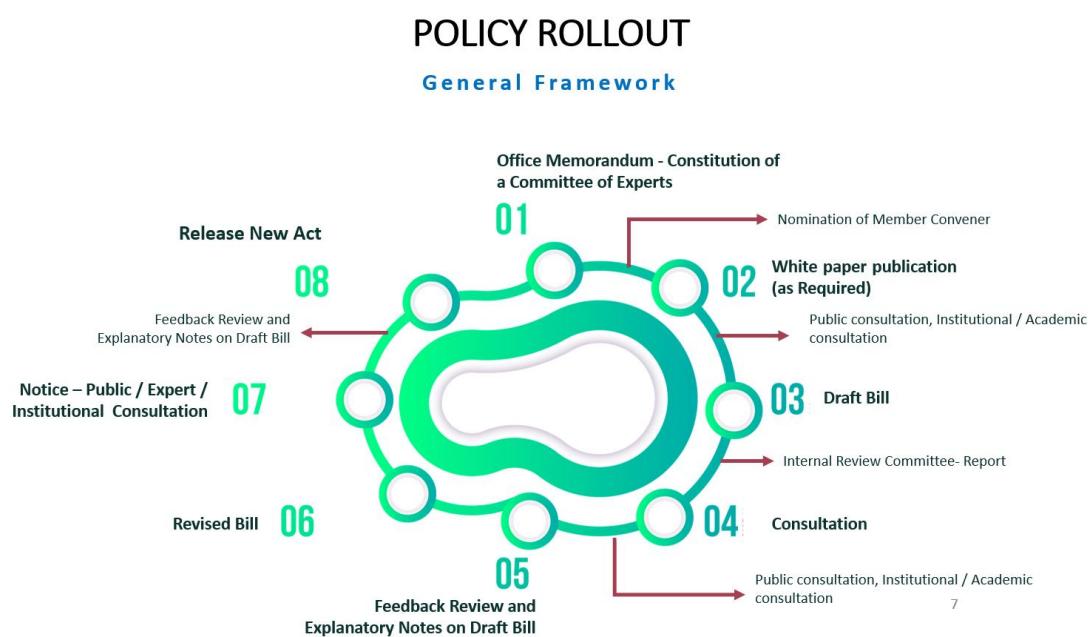 POLICY ROLLOUT
General Framework
Office Memorandum - Constitution of
a Committee of Experts
01
Nomination of Member Convener
02
White paper publication
(as Required)
Public consultation, Institutional / Academic
consultation
03
Draft Bill
Internal Review Committee- Report
04
Consultation
Public consultation, Institutional / Academic
consultation
05
Feedback Review and
Explanatory Notes on Draft Bill
Revised Bill
06
Notice – Public / Expert /
Institutional Consultation
07
Feedback Review and
Explanatory Notes on Draft Bill
Release New Act
08
7